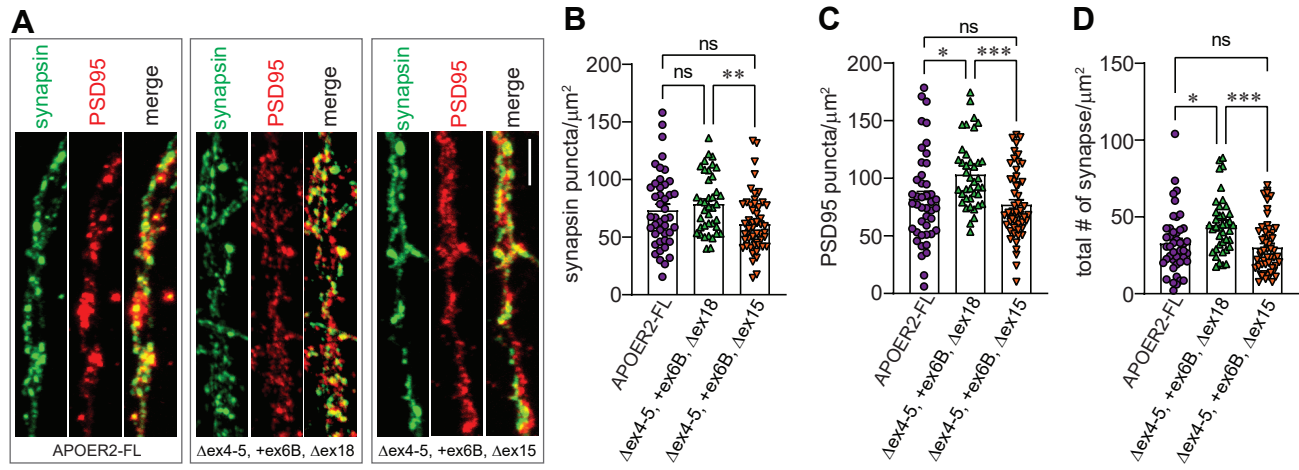 A
synapsin
PSD95
merge
synapsin
PSD95
merge
synapsin
PSD95
merge
APOER2-FL
Δex4-5, +ex6B, Δex18
Δex4-5, +ex6B, Δex15
B
ns
ns
**
200
150
100
50
0
synapsin puncta/µm²
APOER2-FL
Δex4-5, +ex6B, Δex18
Δex4-5, +ex6B, Δex15
C
ns
*
***
200
150
100
50
0
PSD95 puncta/µm²
APOER2-FL
Δex4-5, +ex6B, Δex18
Δex4-5, +ex6B, Δex15
D
ns
*
***
150
100
50
0
total # of synapse/µm²
APOER2-FL
Δex4-5, +ex6B, Δex18
Δex4-5, +ex6B, Δex15